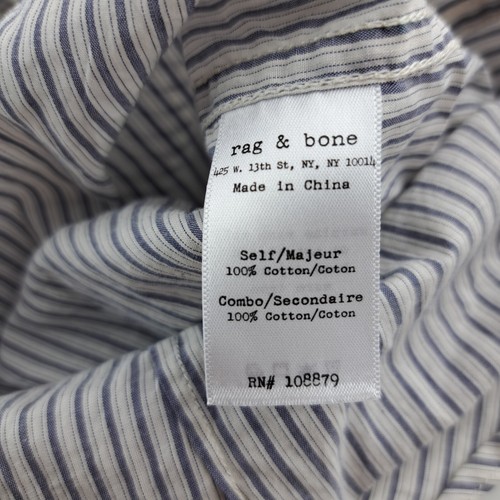 rag & bone
425 W. 13th St, NY, NY 10014
Made in China
Self/Majeur
100% Cotton/Coton
Combo/Secondaire
100% Cotton/Coton
RN# 108879